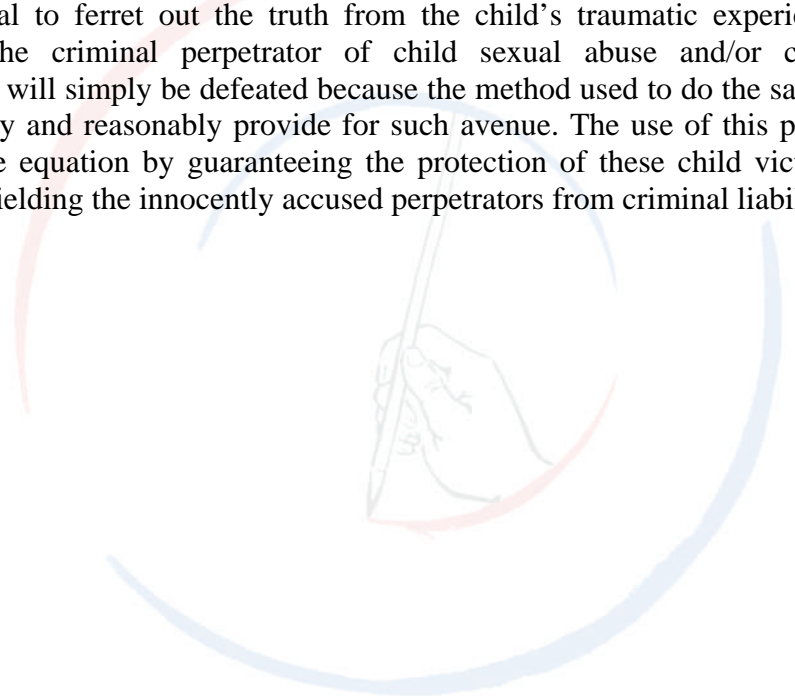 al to ferret out the truth from the child’s traumatic experi
he criminal perpetrator of child sexual abuse and/or c
will simply be defeated because the method used to do the sa
y and reasonably provide for such avenue. The use of this p
e equation by guaranteeing the protection of these child vict
ielding the innocently accused perpetrators from criminal liabil